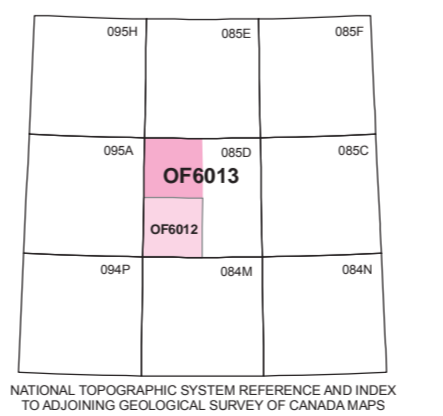 095H 085E 085F
095A 085D 085C
OF6013
OF6012
094P 084M 084N
NATIONAL TOPOGRAPHIC SYSTEM REFERENCE AND INDEX
TO ADJOINING GEOLOGICAL SURVEY OF CANADA MAPS